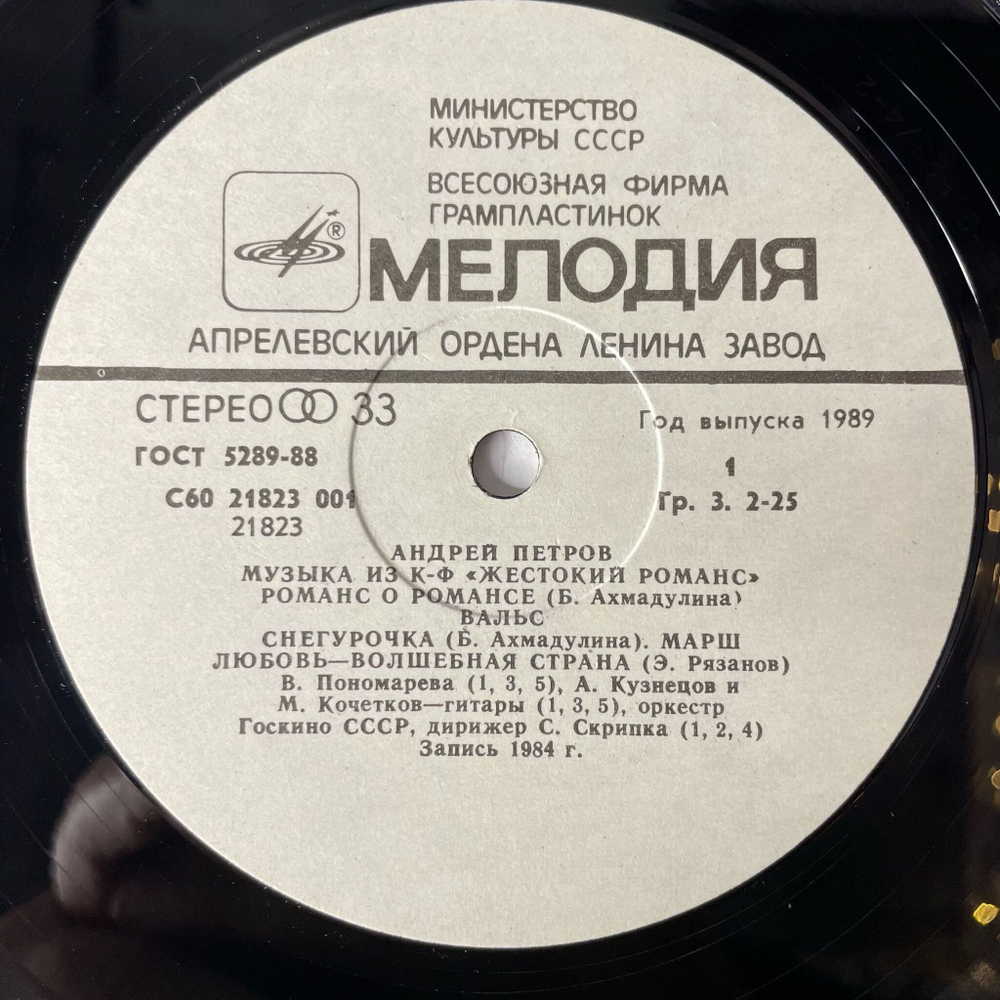 МИНИСТЕРСТВО
КУЛЬТУРЫ СССР
ВСЕСОЮЗНАЯ ФИРМА
ГРАМПЛАСТИНОК
®
МЕЛОДИЯ
АПРЕЛЕВСКИЙ ОРДЕНА ЛЕНИНА ЗАВОД
СТЕРЕО 33
Год выпуска 1989
ГОСТ 5289-88
1
С60 21823 001
Гр. 3. 2-25
21823
АНДРЕЙ ПЕТРОВ
МУЗЫКА ИЗ К-Ф «ЖЕСТОКИЙ РОМАНС»
РОМАНС О РОМАНСЕ (Б. Ахмадулина)
ВАЛЬС
СНЕГУРОЧКА (Б. Ахмадулина). МАРШ
ЛЮБОВЬ—ВОЛШЕБНАЯ СТРАНА (Э. Рязанов)
В. Пономарева (1, 3, 5), А. Кузнецов и
М. Кочетков—гитары (1, 3, 5), оркестр
Госкино СССР, дирижер С. Скрипка (1, 2, 4)
Запись 1984 г.